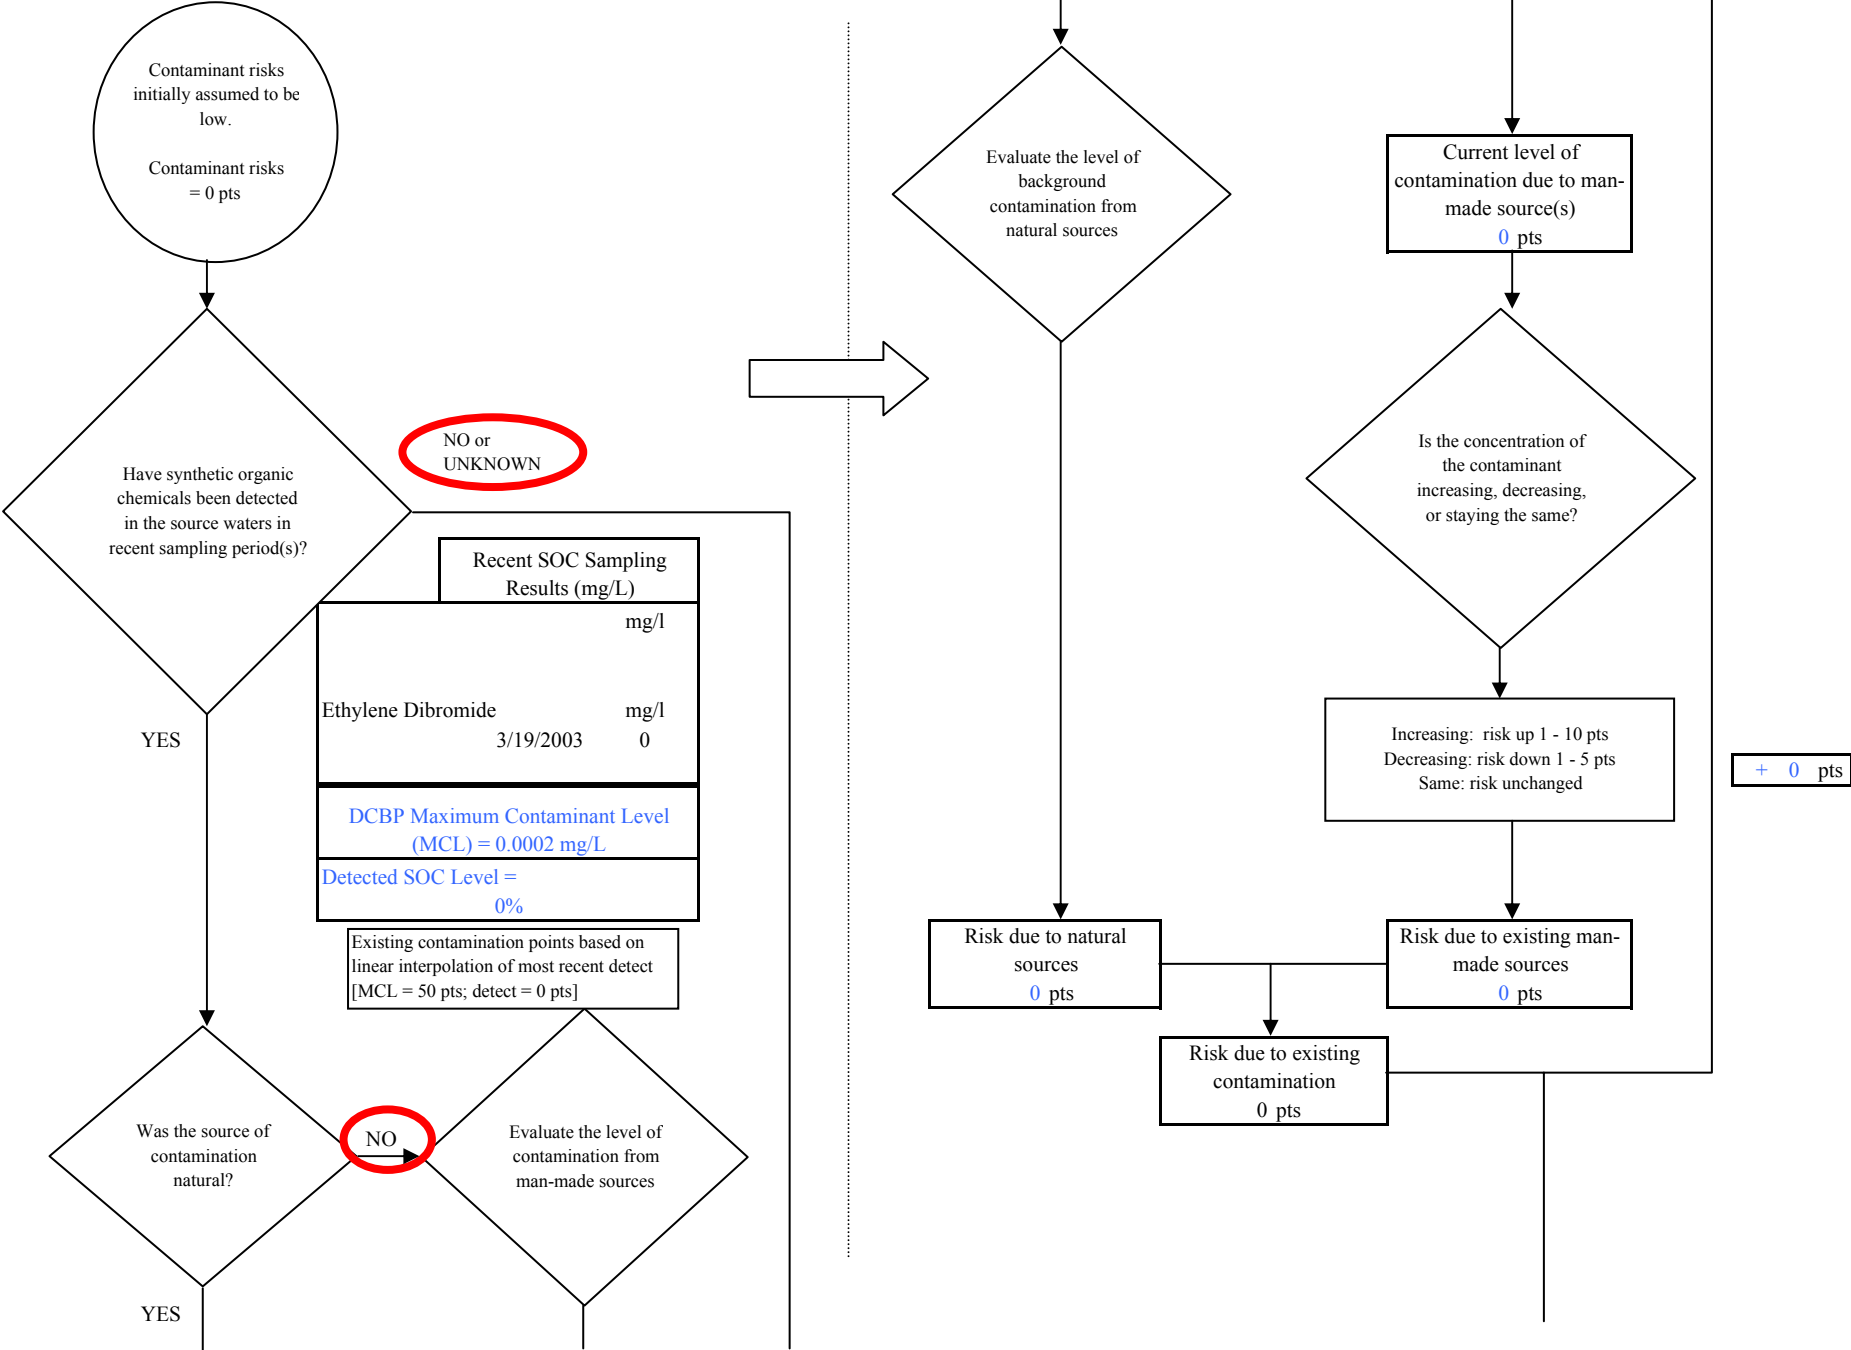 Contaminant risks
initially assumed to be
low.
Contaminant risks
= 0 pts
NO or
UNKNOWN
Have synthetic organic
chemicals been detected
in the source waters in
recent sampling period(s)?
Recent SOC Sampling
Results (mg/L)
mg/l
Ethylene Dibromide mg/l
3/19/2003 0
YES
DCBP Maximum Contaminant Level
(MCL) = 0.0002 mg/L
Detected SOC Level =
0%
Existing contamination points based on
linear interpolation of most recent detect
[MCL = 50 pts; detect = 0 pts]
Was the source of
contamination
natural?
NO
Evaluate the level of
contamination from
man-made sources
YES
Evaluate the level of
background
contamination from
natural sources
Current level of
contamination due to man-
made source(s)
0 pts
Is the concentration of
the contaminant
increasing, decreasing,
or staying the same?
Increasing: risk up 1 - 10 pts
Decreasing: risk down 1 - 5 pts
Same: risk unchanged
+ 0 pts
Risk due to natural
sources
0 pts
Risk due to existing man-
made sources
0 pts
Risk due to existing
contamination
0 pts